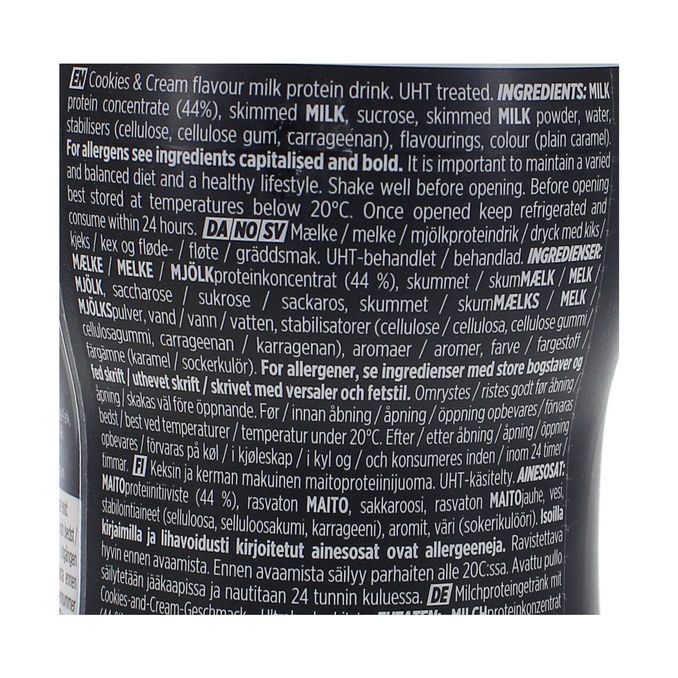 EN Cookies & Cream flavour milk protein drink. UHT treated. INGREDIENTS: MILK
protein concentrate (44%), skimmed MILK, sucrose, skimmed MILK powder, water,
stabilisers (cellulose, cellulose gum, carrageenan), flavourings, colour (plain caramel).
For allergens see ingredients capitalised and bold. It is important to maintain a varied
and balanced diet and a healthy lifestyle. Shake well before opening. Before opening
best stored at temperatures below 20°C. Once opened keep refrigerated and
consume within 24 hours. DA NO SV Mælke / melke / mjölkproteindrik / dryck med kiks /
kjeks / kex og fløde- / fløte / gräddsmak. UHT-behandlet / behandlad. INGREDIENSER:
MÆLKE / MELKE / MJÖLKproteinkoncentrat (44 %), skummet / skumMÆLK / MELK /
MJÖLK, saccharose / sukrose / sackaros, skummet / skumMÆLKS / MELK /
MJÖLKSpulver, vand / vann / vatten, stabilisatorer (cellulose / cellulosa, cellulose gummi /
cellulosagummi, carrageenan / karragenan), aromaer / aromer, farve / fargestoff /
färgämne (karamel / sockerkulör). For allergener, se ingredienser med store bogstaver og
fed skrift / uthevet skrift / skrivet med versaler och fetstil. Omrystes / ristes godt før åbning /
åpning / skakas väl före öppnande. Før / innan åbning / åpning / öppning opbevares / förvaras
bedst / best ved temperaturer / temperatur under 20°C. Efter / etter åbning / åpning / öppning
opbevares / förvaras på køl / i kjøleskap / i kyl og / och konsumeres inden / inom 24 timer /
timmar. FI Keksin ja kerman makuinen maitoproteiinijuoma. UHT-käsitelty. AINESOSAT:
MAITOproteiinitiiviste (44 %), rasvaton MAITO, sakkaroosi, rasvaton MAITOjauhe, vesi,
stabilointiaineet (selluloosa, selluloosakumi, karrageeni), aromit, väri (sokerikulööri). Isoilla
kirjaimilla ja lihavoidusti kirjoitetut ainesosat ovat allergeeneja. Ravistettava
hyvin ennen avaamista. Ennen avaamista säilyy parhaiten alle 20C:ssa. Avattu pullo
säilytetään jääkaapissa ja nautitaan 24 tunnin kuluessa. DE Milchproteingetränk mit
Cookies-and-Cream-Geschmack. ZUTATEN: MILCHproteinkonzentrat